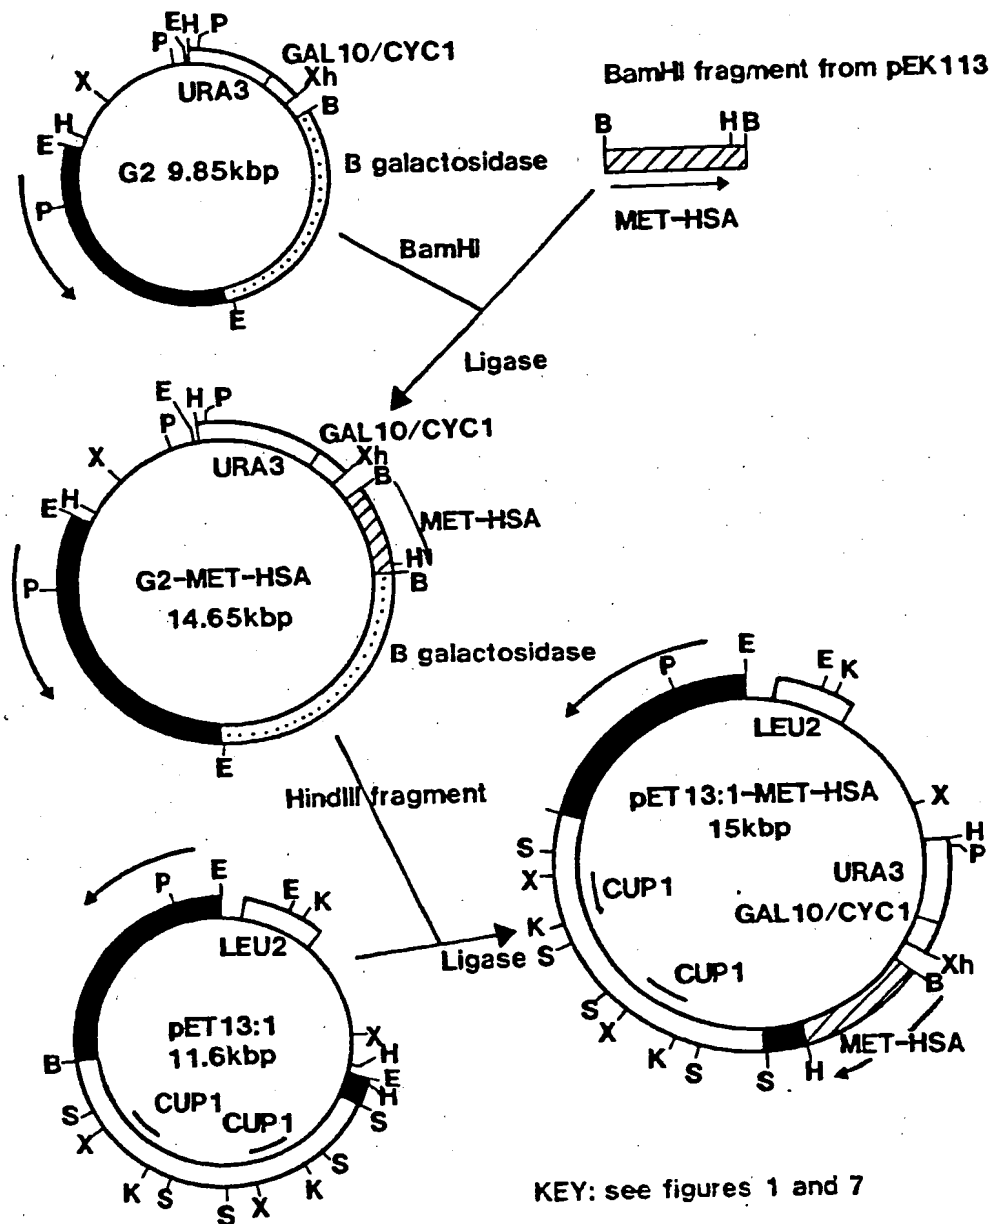 EH P
P
GAL10/CYC1
Xh
X
URA3
B
H
E
G2 9.85kbp
B galactosidase
P
E
BamHI fragment from pEK113
B
H B
MET-HSA
BamHI
Ligase
E H P
P
GAL10/CYC1
Xh
X
URA3
B
E H
MET-HSA
H
B
P
G2-MET-HSA
14.65kbp
B galactosidase
E
HindIII fragment
Ligase
P
E
E K
LEU2
pET13:1
11.6kbp
X
H
E
H
B
S
CUP1
CUP1
S
X
K
S
S
X
K
S
P
E
E K
LEU2
pET13:1-MET-HSA
15kbp
X
H
P
URA3
GAL10/CYC1
S
X
CUP1
K
S
CUP1
Xh
B
S
X
K
S
S
H
MET-HSA
KEY: see figures 1 and 7